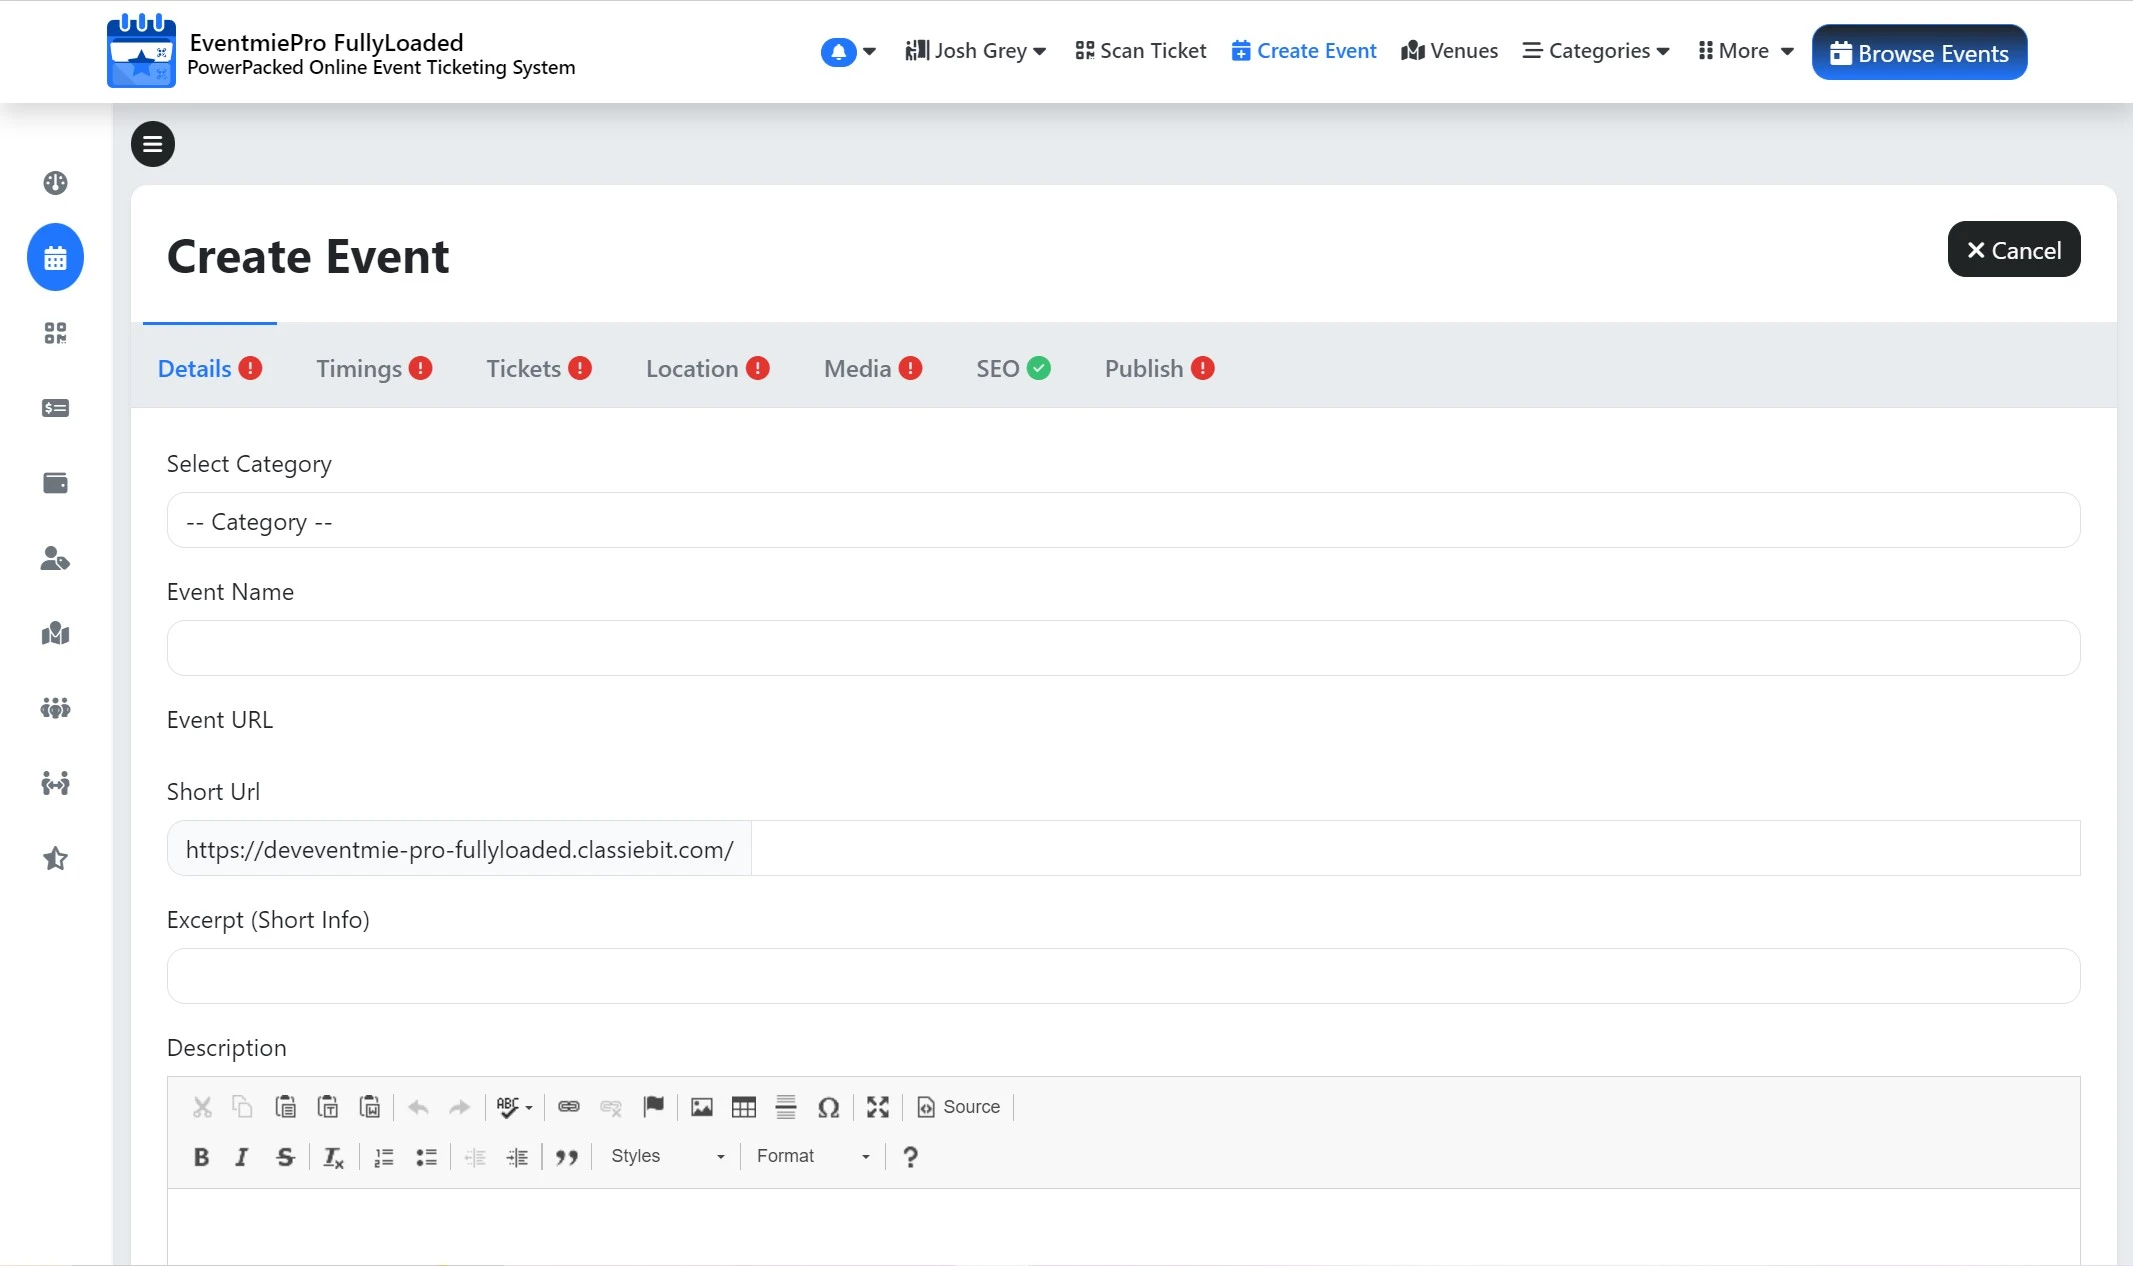 EventmiePro FullyLoaded
PowerPacked Online Event Ticketing System
Josh Grey
Scan Ticket
Create Event
Venues
Categories
More
Browse Events
Create Event
Cancel
Details
Timings
Tickets
Location
Media
SEO
Publish
Select Category
-- Category --
Event Name
Event URL
Short Url
https://deveventmie-pro-fullyloaded.classiebit.com/
Excerpt (Short Info)
Description
ABC
Source
Styles
Format